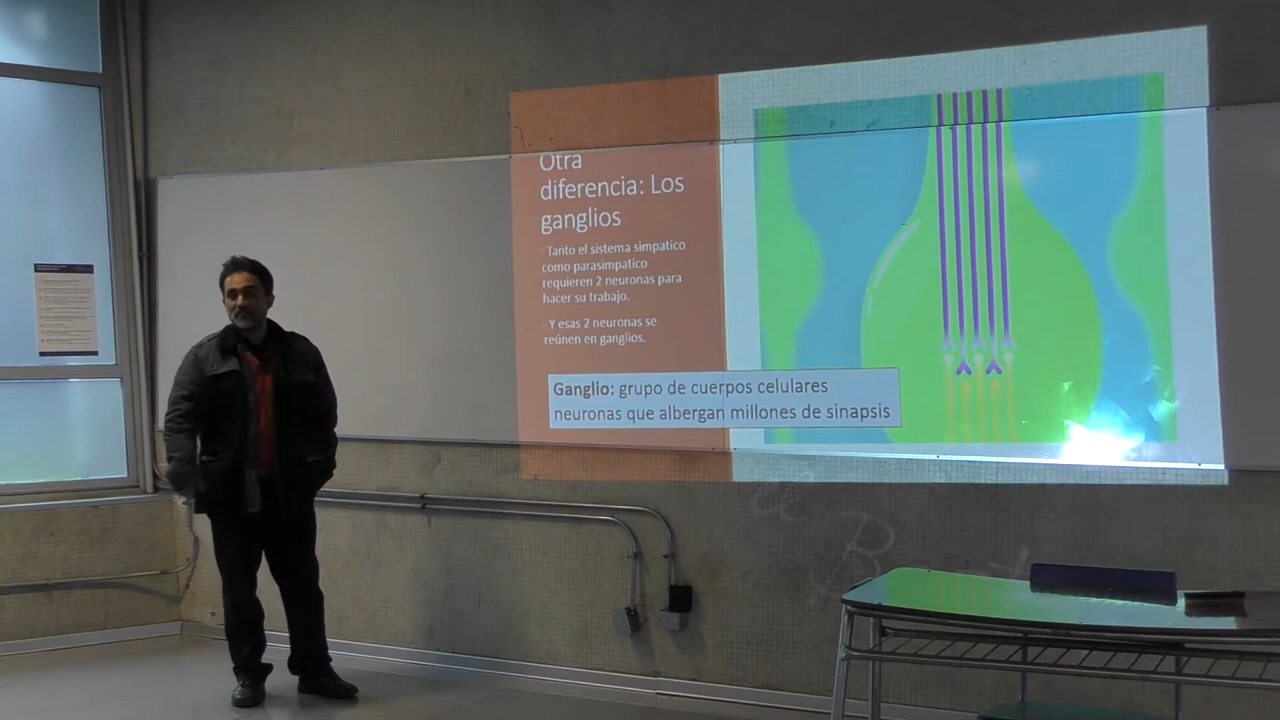 Otra
diferencia: Los
ganglios
Tanto el sistema simpatico
como parasimpatico
requieren 2 neuronas para
hacer su trabajo.
Y esas 2 neuronas se
reúnen en ganglios.
Ganglio: grupo de cuerpos celulares
neuronas que albergan millones de sinapsis
B